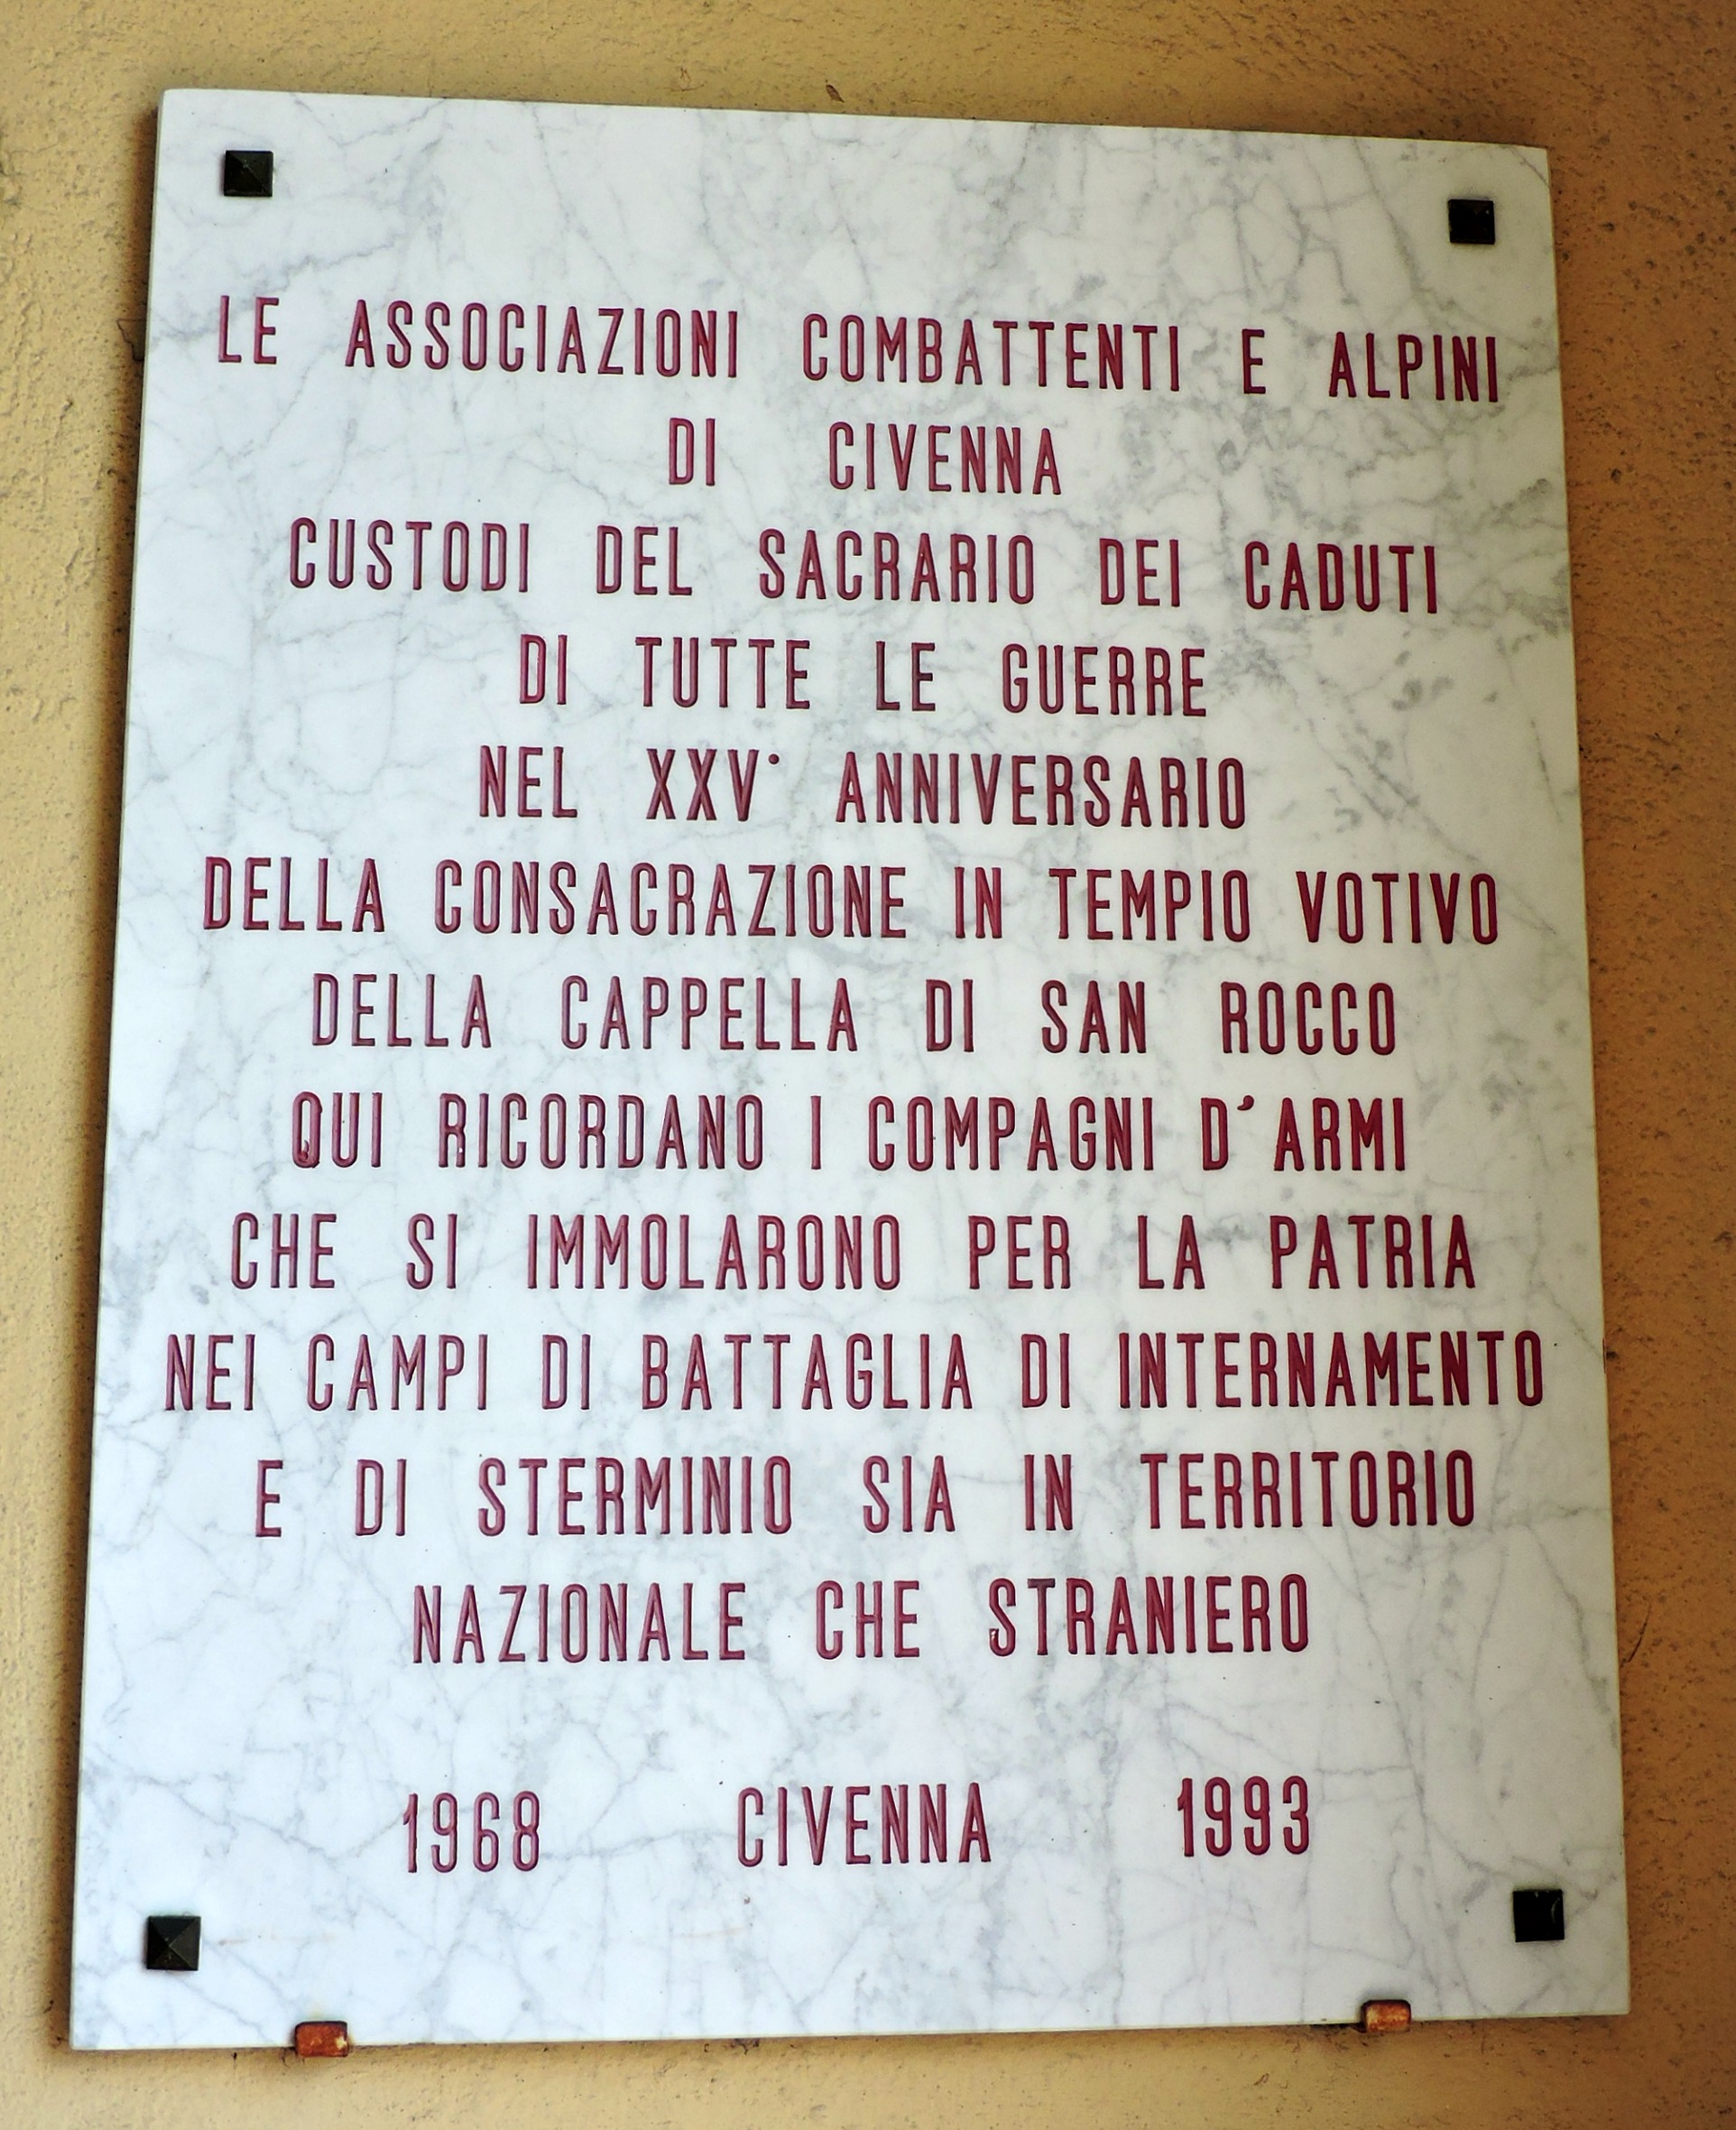 LE ASSOCIAZIONI COMBATTENTI E ALPINI
DI CIVENNA
CUSTODI DEL SACRARIO DEI CADUTI
DI TUTTE LE GUERRE
NEL XXV° ANNIVERSARIO
DELLA CONSACRAZIONE IN TEMPIO VOTIVO
DELLA CAPPELLA DI SAN ROCCO
QUI RICORDANO I COMPAGNI D'ARMI
CHE SI IMMOLARONO PER LA PATRIA
NEI CAMPI DI BATTAGLIA DI INTERNAMENTO
E DI STERMINIO SIA IN TERRITORIO
NAZIONALE CHE STRANIERO
1968 CIVENNA 1993